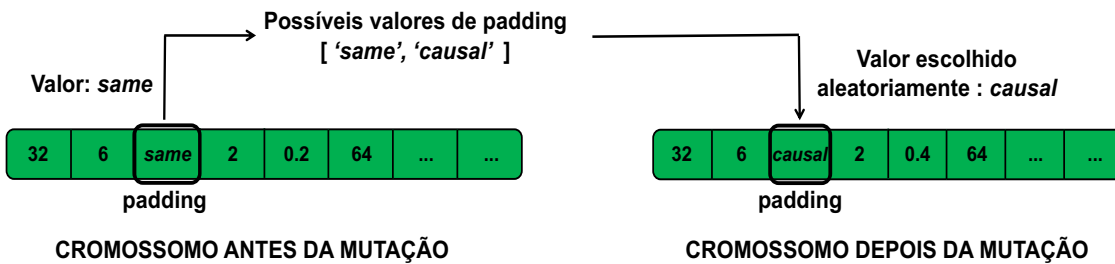 Possíveis valores de padding
[ ‘same’, ‘causal’ ]
Valor: same
Valor escolhido
aleatoriamente : causal
32 6 same 2 0.2 64 ... ...
32 6 causal 2 0.4 64 ... ...
padding
padding
CROMOSSOMO ANTES DA MUTAÇÃO
CROMOSSOMO DEPOIS DA MUTAÇÃO